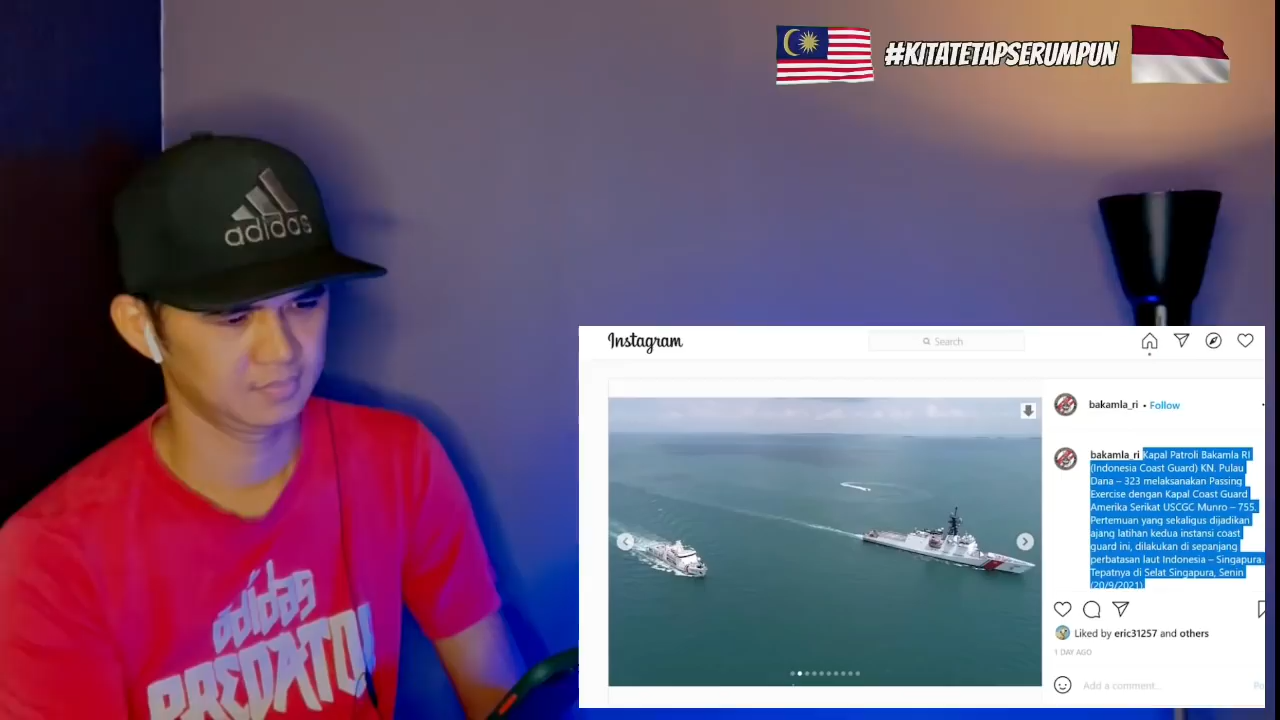 #KITATETAPSERUMPUN
adidas
adidas
PREDATOR
Instagram
Search
bakamla_ri • Follow
bakamla_ri Kapal Patroli Bakamla RI
(Indonesia Coast Guard) KN. Pulau
Dana – 323 melaksanakan Passing
Exercise dengan Kapal Coast Guard
Amerika Serikat USCGC Munro – 755.
Pertemuan yang sekaligus dijadikan
ajang latihan kedua instansi coast
guard ini, dilakukan di sepanjang
perbatasan laut Indonesia – Singapura.
Tepatnya di Selat Singapura, Senin
(20/9/2021)
Liked by eric31257 and others
1 DAY AGO
Add a comment...